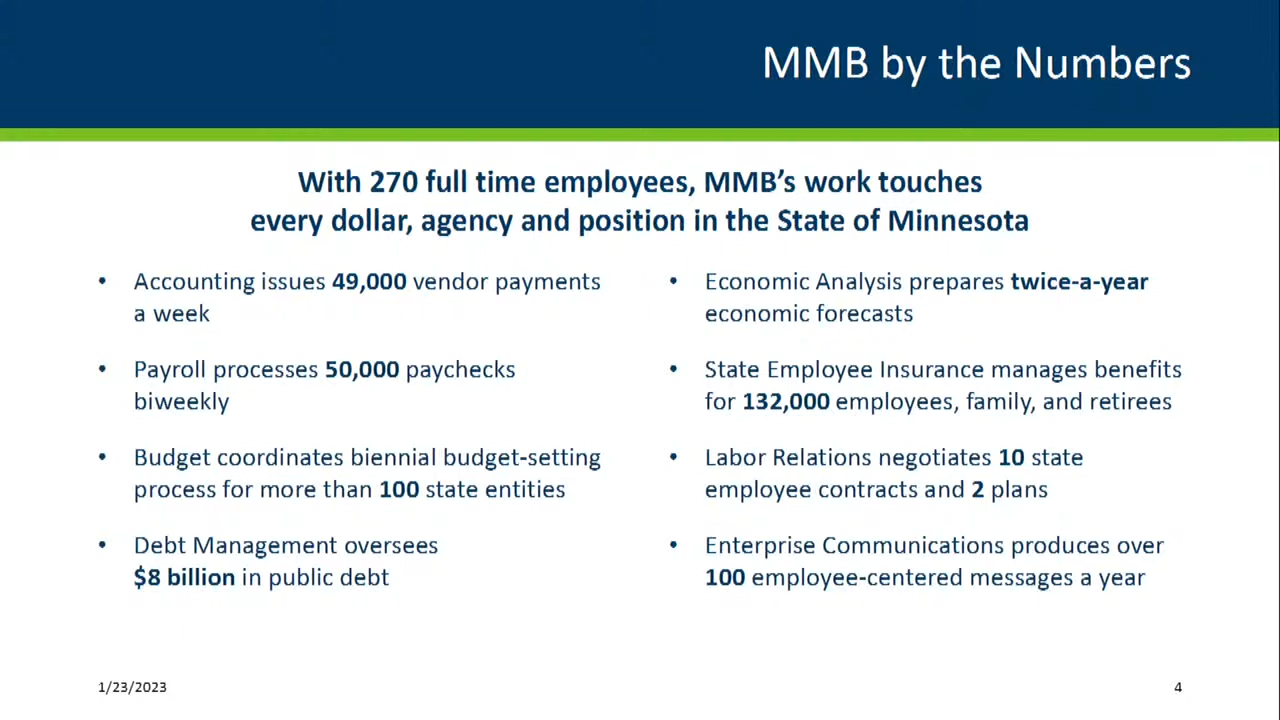 MMB by the Numbers
With 270 full time employees, MMB’s work touches
every dollar, agency and position in the State of Minnesota
• Accounting issues 49,000 vendor payments
a week
• Payroll processes 50,000 paychecks
biweekly
• Budget coordinates biennial budget-setting
process for more than 100 state entities
• Debt Management oversees
$8 billion in public debt
• Economic Analysis prepares twice-a-year
economic forecasts
• State Employee Insurance manages benefits
for 132,000 employees, family, and retirees
• Labor Relations negotiates 10 state
employee contracts and 2 plans
• Enterprise Communications produces over
100 employee-centered messages a year
1/23/2023
4